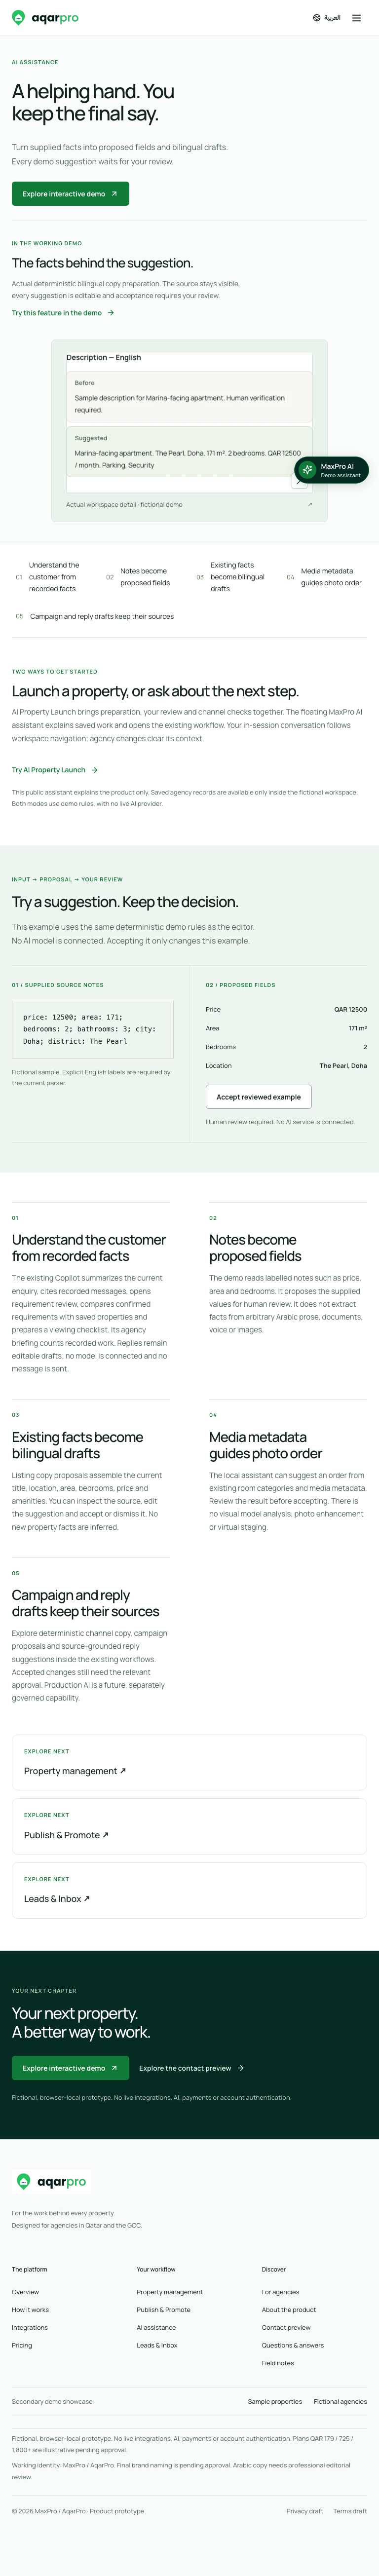 aqarpro
العربية
AI ASSISTANCE
A helping hand. You
keep the final say.
Turn supplied facts into proposed fields and bilingual drafts.
Every demo suggestion waits for your review.
Explore interactive demo
IN THE WORKING DEMO
The facts behind the suggestion.
Actual deterministic bilingual copy preparation. The source stays visible,
every suggestion is editable and acceptance requires your review.
Try this feature in the demo
Description — English
Before
Sample description for Marina-facing apartment. Human verification
required.
Suggested
Marina-facing apartment. The Pearl, Doha. 171 m². 2 bedrooms. QAR 12500
/ month. Parking, Security
MaxPro AI
Demo assistant
Actual workspace detail · fictional demo ↗
01 Understand the
customer from
recorded facts
02 Notes become
proposed fields
03 Existing facts
become bilingual
drafts
04 Media metadata
guides photo order
05 Campaign and reply drafts keep their sources
TWO WAYS TO GET STARTED
Launch a property, or ask about the next step.
AI Property Launch brings preparation, your review and channel checks together. The floating MaxPro AI
assistant explains saved work and opens the existing workflow. Your in-session conversation follows
workspace navigation; agency changes clear its context.
Try AI Property Launch
This public assistant explains the product only. Saved agency records are available only inside the fictional workspace.
Both modes use demo rules, with no live AI provider.
INPUT → PROPOSAL → YOUR REVIEW
Try a suggestion. Keep the decision.
This example uses the same deterministic demo rules as the editor.
No AI model is connected. Accepting it only changes this example.
01 / SUPPLIED SOURCE NOTES
price: 12500; area: 171;
bedrooms: 2; bathrooms: 3; city:
Doha; district: The Pearl
Fictional sample. Explicit English labels are required by
the current parser.
02 / PROPOSED FIELDS
Price QAR 12500
Area 171 m²
Bedrooms 2
Location The Pearl, Doha
Accept reviewed example
Human review required. No AI service is connected.
01
Understand the customer
from recorded facts
The existing Copilot summarizes the current
enquiry, cites recorded messages, opens
requirement review, compares confirmed
requirements with saved properties and
prepares a viewing checklist. Its agency
briefing counts recorded work. Replies remain
editable drafts; no model is connected and no
message is sent.
02
Notes become
proposed fields
The demo reads labelled notes such as price,
area and bedrooms. It proposes the supplied
values for human review. It does not extract
facts from arbitrary Arabic prose, documents,
voice or images.
03
Existing facts become
bilingual drafts
Listing copy proposals assemble the current
title, location, area, bedrooms, price and
amenities. You can inspect the source, edit
the suggestion and accept or dismiss it. No
new property facts are inferred.
04
Media metadata
guides photo order
The local assistant can suggest an order from
existing room categories and media metadata.
Review the result before accepting. There is
no visual model analysis, photo enhancement
or virtual staging.
05
Campaign and reply
drafts keep their sources
Explore deterministic channel copy, campaign
proposals and source-grounded reply
suggestions inside the existing workflows.
Accepted changes still need the relevant
approval. Production AI is a future, separately
governed capability.
EXPLORE NEXT
Property management ↗
EXPLORE NEXT
Publish & Promote ↗
EXPLORE NEXT
Leads & Inbox ↗
YOUR NEXT CHAPTER
Your next property.
A better way to work.
Explore interactive demo
Explore the contact preview
Fictional, browser-local prototype. No live integrations, AI, payments or account authentication.
aqarpro
For the work behind every property.
Designed for agencies in Qatar and the GCC.
The platform
Overview
How it works
Integrations
Pricing
Your workflow
Property management
Publish & Promote
AI assistance
Leads & Inbox
Discover
For agencies
About the product
Contact preview
Questions & answers
Field notes
Secondary demo showcase
Sample properties
Fictional agencies
Fictional, browser-local prototype. No live integrations, AI, payments or account authentication. Plans QAR 179 / 725 /
1,800+ are illustrative pending approval.
Working identity: MaxPro / AqarPro. Final brand naming is pending approval. Arabic copy needs professional editorial
review.
© 2026 MaxPro / AqarPro · Product prototype
Privacy draft
Terms draft